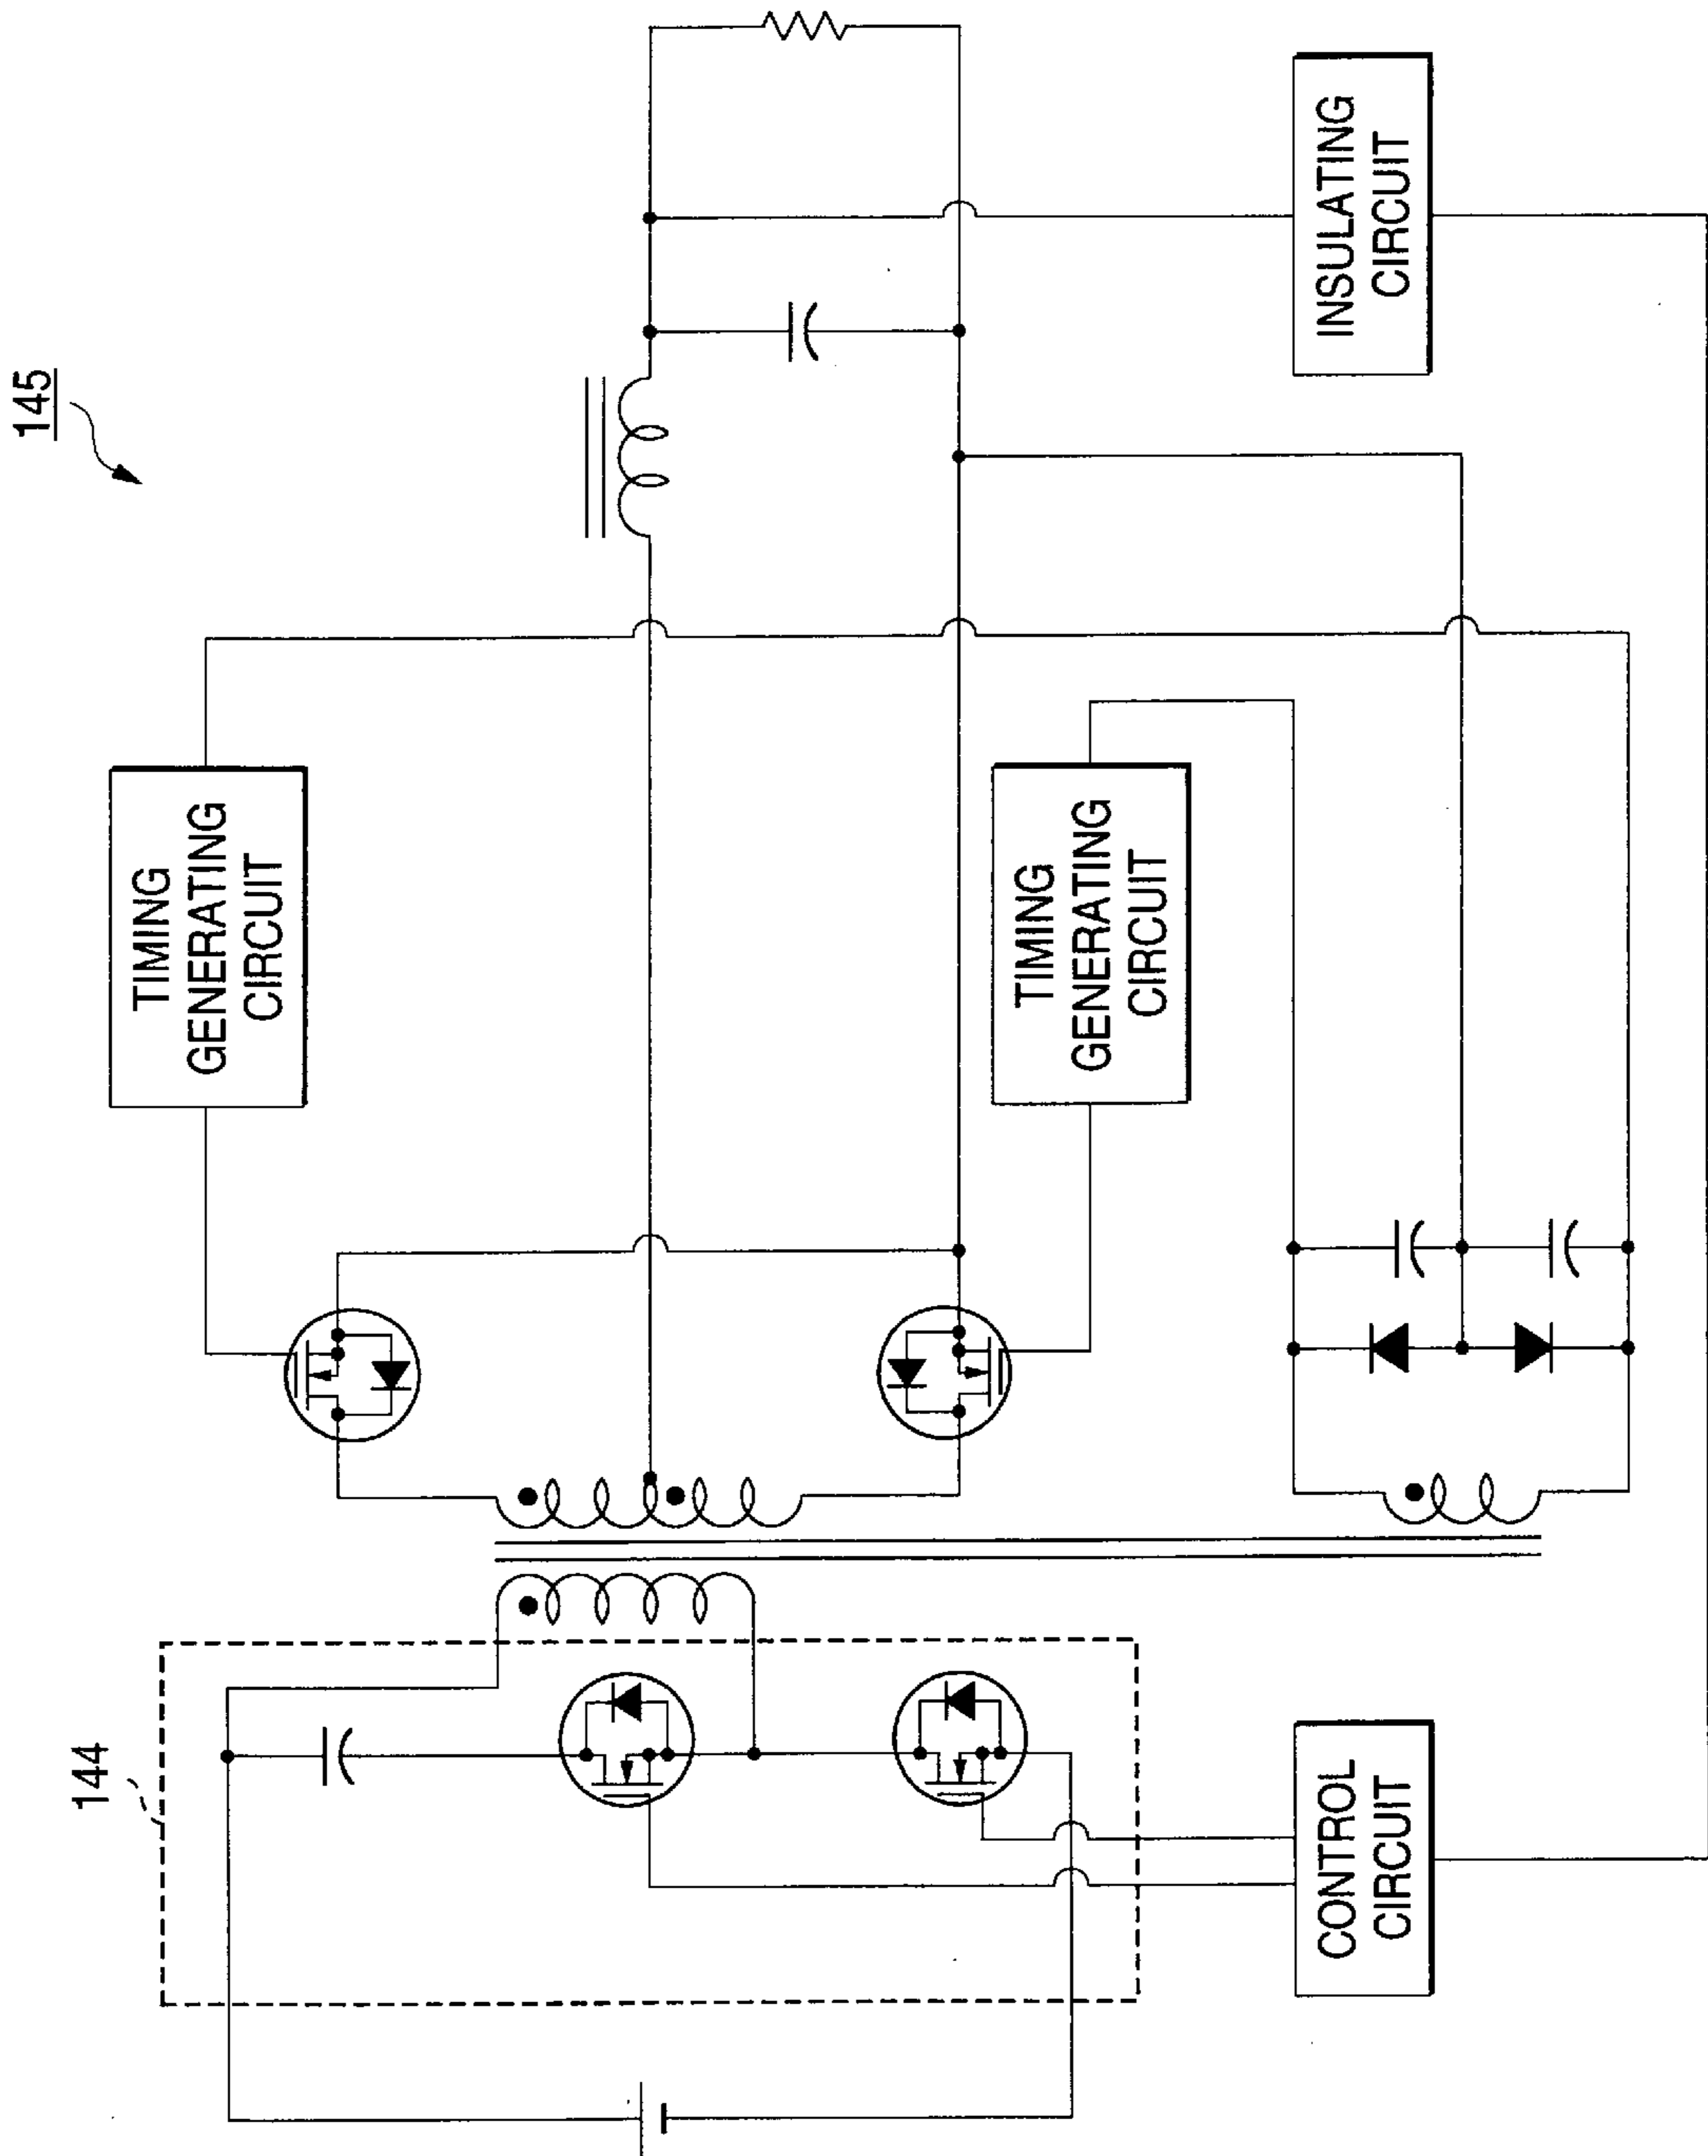 145
TIMING
GENERATING
CIRCUIT
TIMING
GENERATING
CIRCUIT
INSULATING
CIRCUIT
144
CONTROL
CIRCUIT